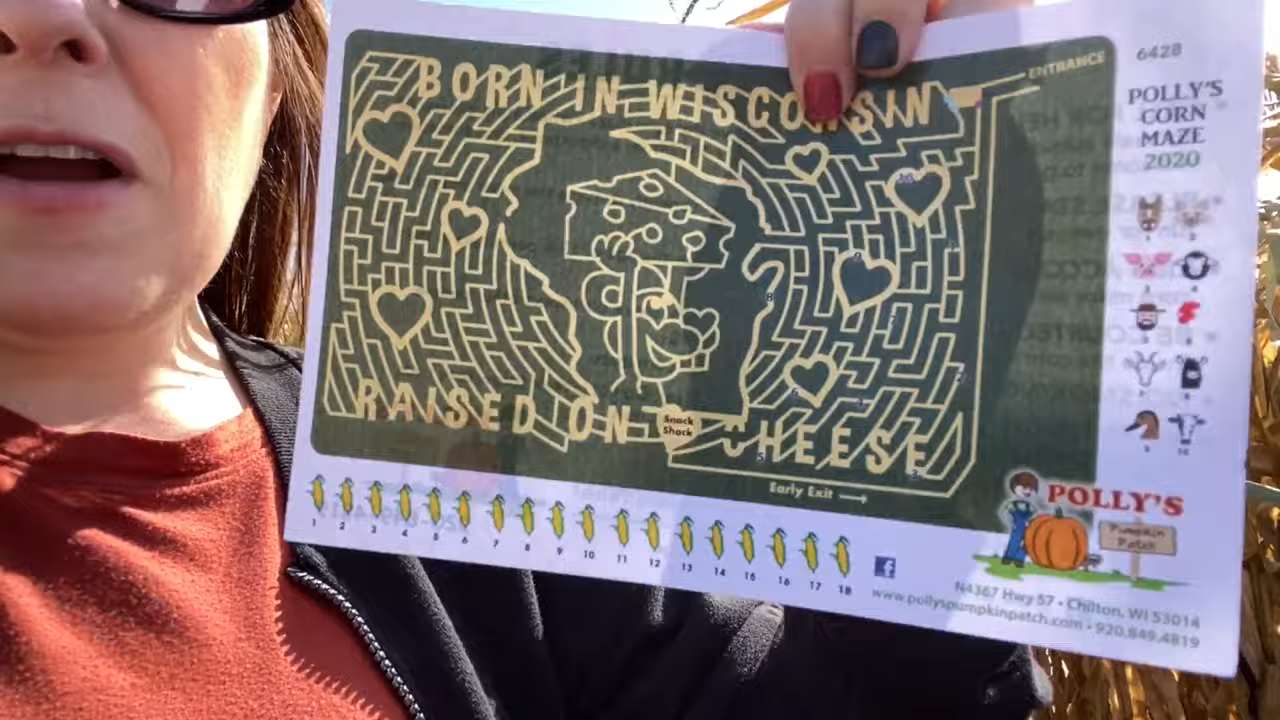 BORN IN WISCONSIN
ENTRANCE
6428
POLLY'S
CORN
MAZE
2020
RAISED ON
Snack
Shack
CHEESE
Early Exit
1 2 3 4 5 6 7 8 9 10 11 12 13 14 15 16 17 18
POLLY'S
Pumpkin
Patch
N4367 Hwy 57 • Chilton, WI 53014
www.pollyspumpkinpatch.com • 920.849.4819